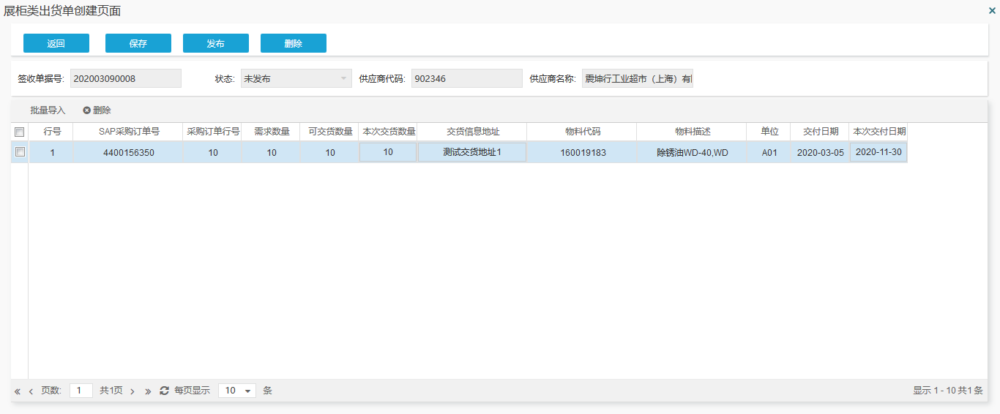 展柜类出货单创建页面
返回 保存 发布 删除
签收单据号: 202003090008 状态: 未发布 供应商代码: 902346 供应商名称: 震坤行工业超市（上海）有
批量导入 删除
行号 SAP采购订单号 采购订单行号 需求数量 可交货数量 本次交货数量 交货信息地址 物料代码 物料描述 单位 交付日期 本次交付日期
1 4400156350 10 10 10 10 测试交货地址1 160019183 除锈油WD-40,WD A01 2020-03-05 2020-11-30
页数: 1 共1页 每页显示 10 条 显示 1 - 10 共1 条